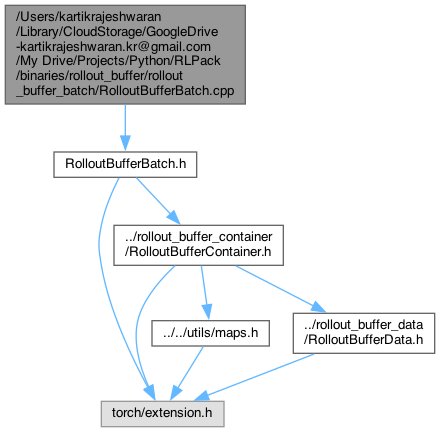 /Users/kartikrajeshwaran
/Library/CloudStorage/GoogleDrive
-kartikrajeshwaran.kr@gmail.com
/My Drive/Projects/Python/RLPack
/binaries/rollout_buffer/rollout
_buffer_batch/RolloutBufferBatch.cpp
RolloutBufferBatch.h
../rollout_buffer_container
/RolloutBufferContainer.h
../../utils/maps.h
../rollout_buffer_data
/RolloutBufferData.h
torch/extension.h